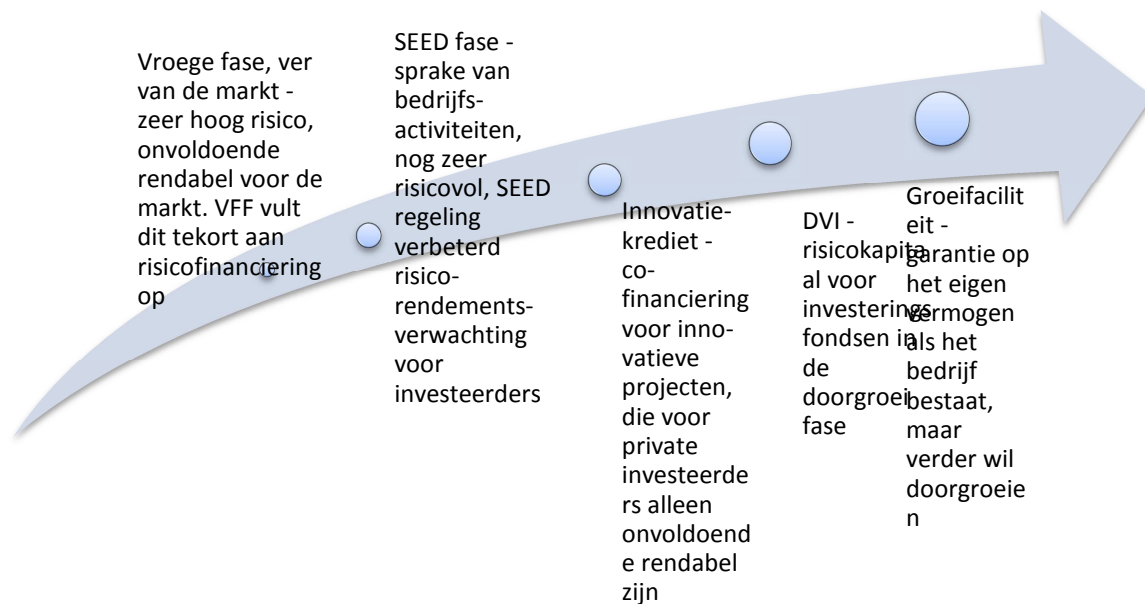 Vroege fase, ver
van de markt -
zeer hoog risico,
onvoldoende
rendabel voor de
markt. VFF vult
dit tekort aan
risicofinanciering
op
SEED fase -
sprake van
bedrijfs-
activiteiten,
nog zeer
risicovol, SEED
regeling
verbeterd
risico-
rendements-
verwachting
voor
investeerders
Innovatie-
krediet -
co-
financiering
voor inno-
vatieve
projecten,
die voor
private
investeerde
rs alleen
onvoldoend
e rendabel
zijn
DVI -
risicokapita
al voor
investerings
fondsen in
de
doorgroei
fase
Groeifacilit
eit -
garantie op
het eigen
vermogen
als het
bedrijf
bestaat,
maar
verder wil
doorgroeie
n